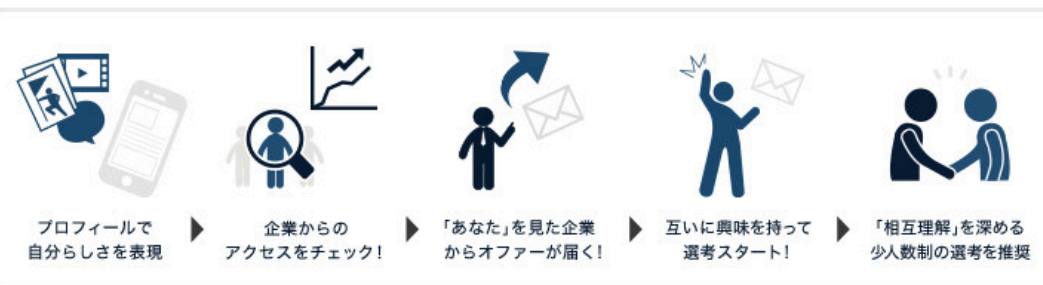 プロフィールで
自分らしさを表現
企業からの
アクセスをチェック!
「あなた」を見た企業
からオファーが届く!
互いに興味を持って
選考スタート!
「相互理解」を深める
少人数制の選考を推奨